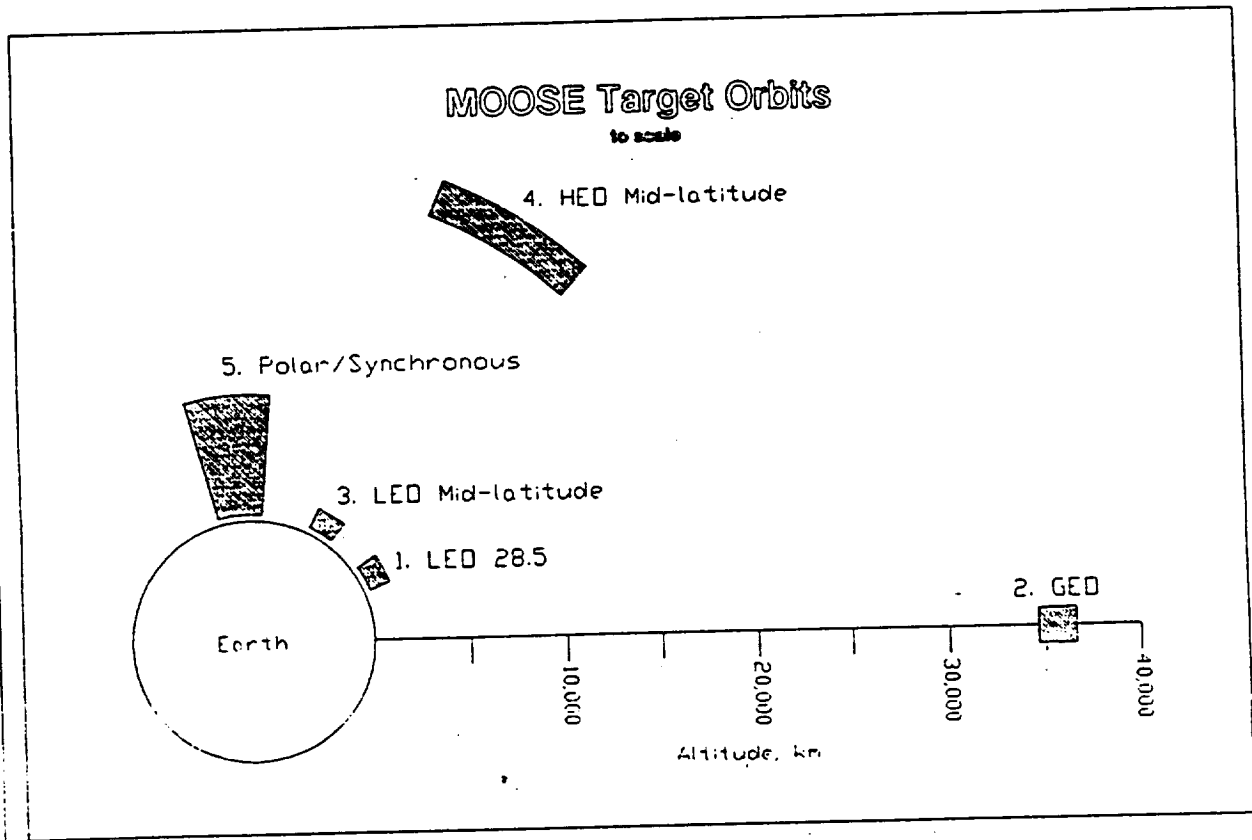 MOOSE Target Orbits
to scale
4. HEO Mid-latitude
5. Polar/Synchronous
3. LEO Mid-latitude
1. LEO 28.5
2. GEO
Earth
10,000
20,000
30,000
40,000
Altitude, km